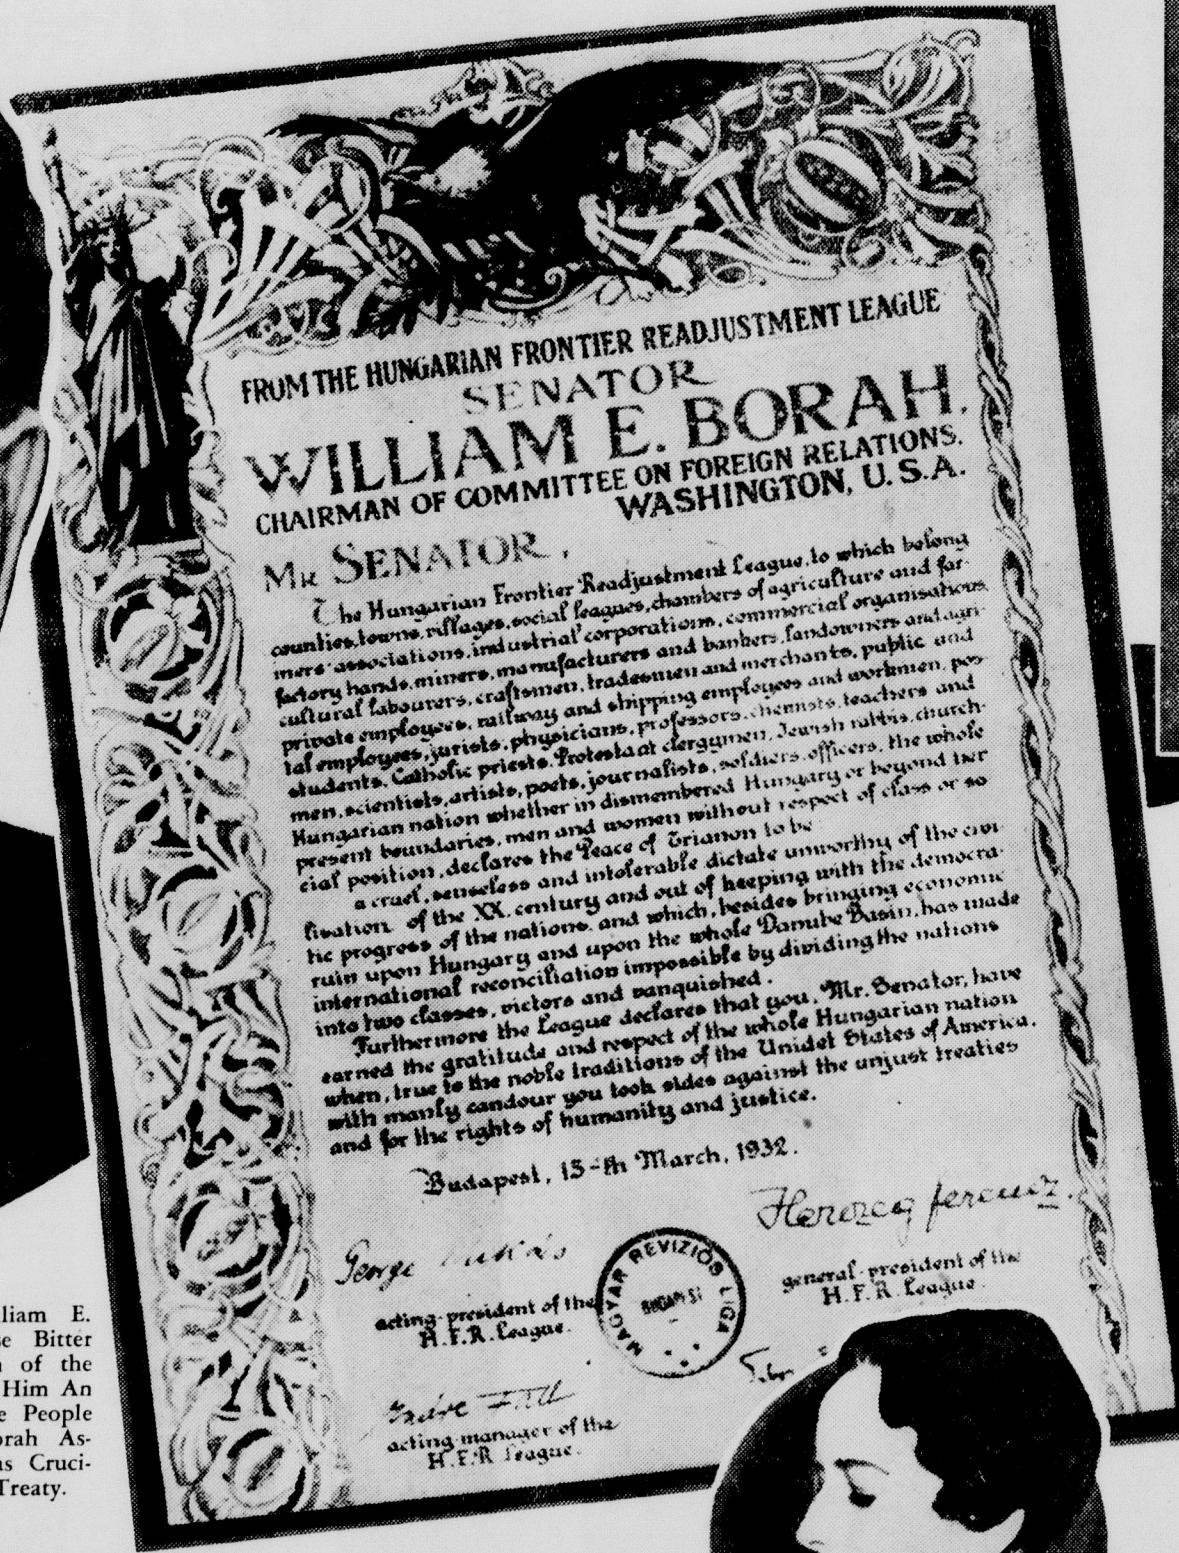 FROM THE HUNGARIAN FRONTIER READJUSTMENT LEAGUE
SENATOR
WILLIAM E. BORAH.
CHAIRMAN OF COMMITTEE ON FOREIGN RELATIONS.
WASHINGTON, U.S.A.
MR SENATOR,
The Hungarian Frontier Readjustment League, to which belong
counties, towns, villages, social leagues, chambers of agriculture and far-
mers' associations, industrial corporations, commercial organisations,
factory hands, miners, manufacturers and bankers, landowners and agri-
cultural labourers, craftsmen, tradesmen and merchants, public and
private employees, railway and shipping employees and workmen, pos-
tal employees, jurists, physicians, professors, chemists, teachers and
students, Catholic priests, Protestant clergymen, Jewish rabbis, church-
men, scientists, artists, poets, journalists, soldiers, officers, the whole
Hungarian nation whether in dismembered Hungary or beyond her
present boundaries, men and women without respect of class or so
cial position, declares the Peace of Trianon to be
a cruel, senseless and intolerable dictate unworthy of the civi-
lisation of the XX. century and out of keeping with the democra-
tic progress of the nations, and which, besides bringing economic
ruin upon Hungary and upon the whole Danube Basin, has made
international reconciliation impossible by dividing the nations
into two classes, victors and vanquished.
Furthermore the League declares that you, Mr. Senator, have
earned the gratitude and respect of the whole Hungarian nation
when, true to the noble traditions of the Unidet States of America,
with manly candour you took sides against the unjust treaties
and for the rights of humanity and justice.
Budapest, 15-th March, 1932.
Herczeg Ferencz.
George Lukács
MAGYAR REVIZIÓS LIGA
BUDAPEST
general-president of the
H.F.R. League.
acting-president of the
H.F.R. League.
acting-manager of the
H.F.R. League.
lliam E.
se Bitter
n of the
Him An
e People
orah As-
as Cruci-
Treaty.